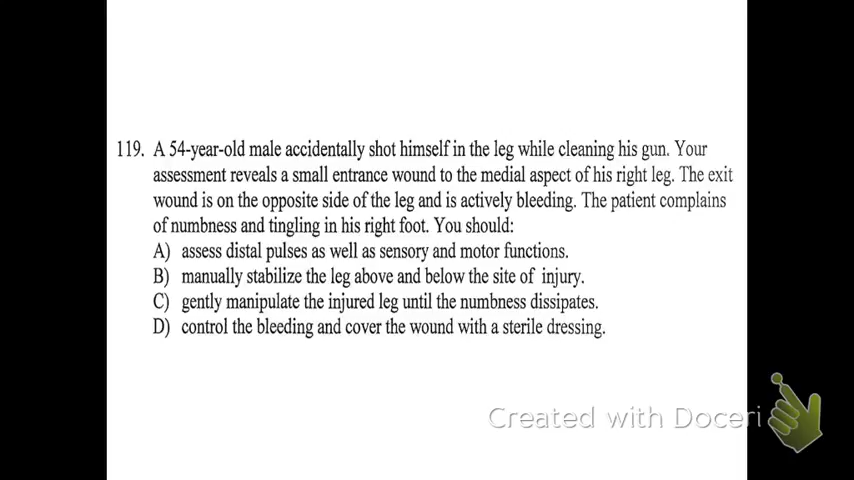 119. A 54-year-old male accidentally shot himself in the leg while cleaning his gun. Your
assessment reveals a small entrance wound to the medial aspect of his right leg. The exit
wound is on the opposite side of the leg and is actively bleeding. The patient complains
of numbness and tingling in his right foot. You should:
A) assess distal pulses as well as sensory and motor functions.
B) manually stabilize the leg above and below the site of injury.
C) gently manipulate the injured leg until the numbness dissipates.
D) control the bleeding and cover the wound with a sterile dressing.
Created with Doceri